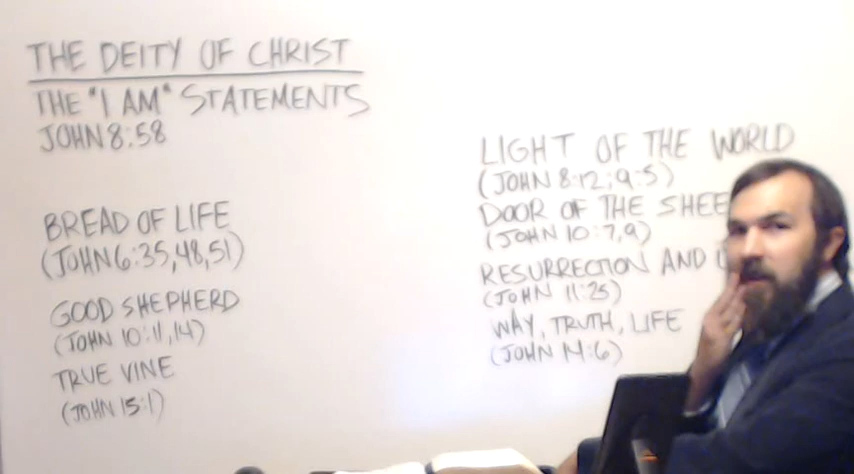 THE DEITY OF CHRIST
THE "I AM" STATEMENTS
JOHN 8:58
BREAD OF LIFE
(JOHN 6:35,48,51)
GOOD SHEPHERD
(JOHN 10:11,14)
TRUE VINE
(JOHN 15:1)
LIGHT OF THE WORLD
(JOHN 8:12; 9:5)
DOOR OF THE SHEE
(JOHN 10:7,9)
RESURRECTION AND
(JOHN 11:25)
WAY, TRUTH, LIFE
(JOHN 14:6)